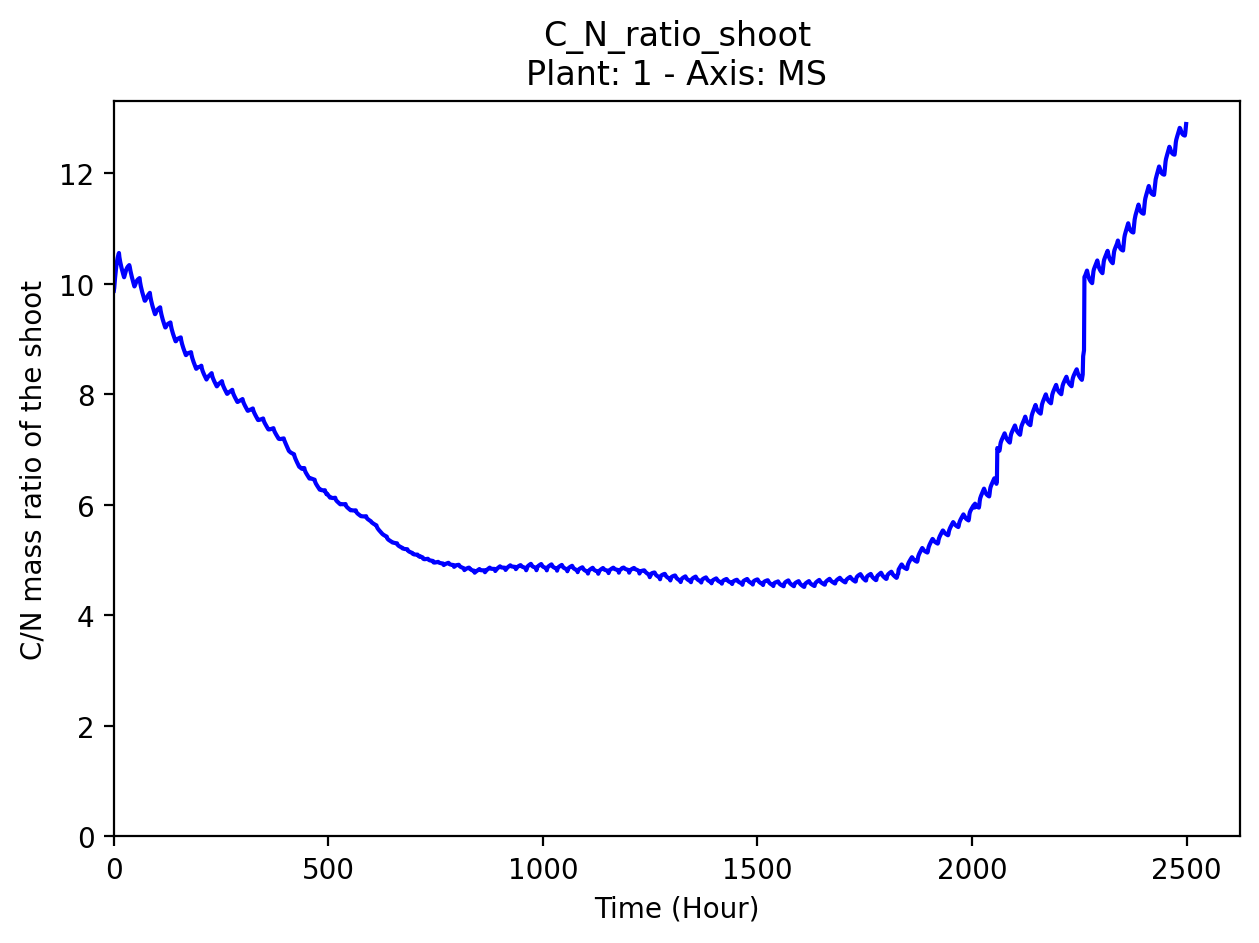 C_N_ratio_shoot
Plant: 1 - Axis: MS
C/N mass ratio of the shoot
12
10
8
6
4
2
0
0 500 1000 1500 2000 2500
Time (Hour)